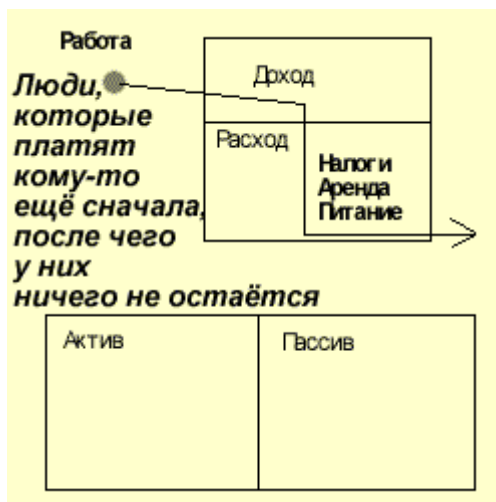 Работа
Люди,
которые
платят
кому-то
ещё сначала,
после чего
у них
ничего не остаётся
Доход
Расход
Налоги
Аренда
Питание
Актив
Пассив